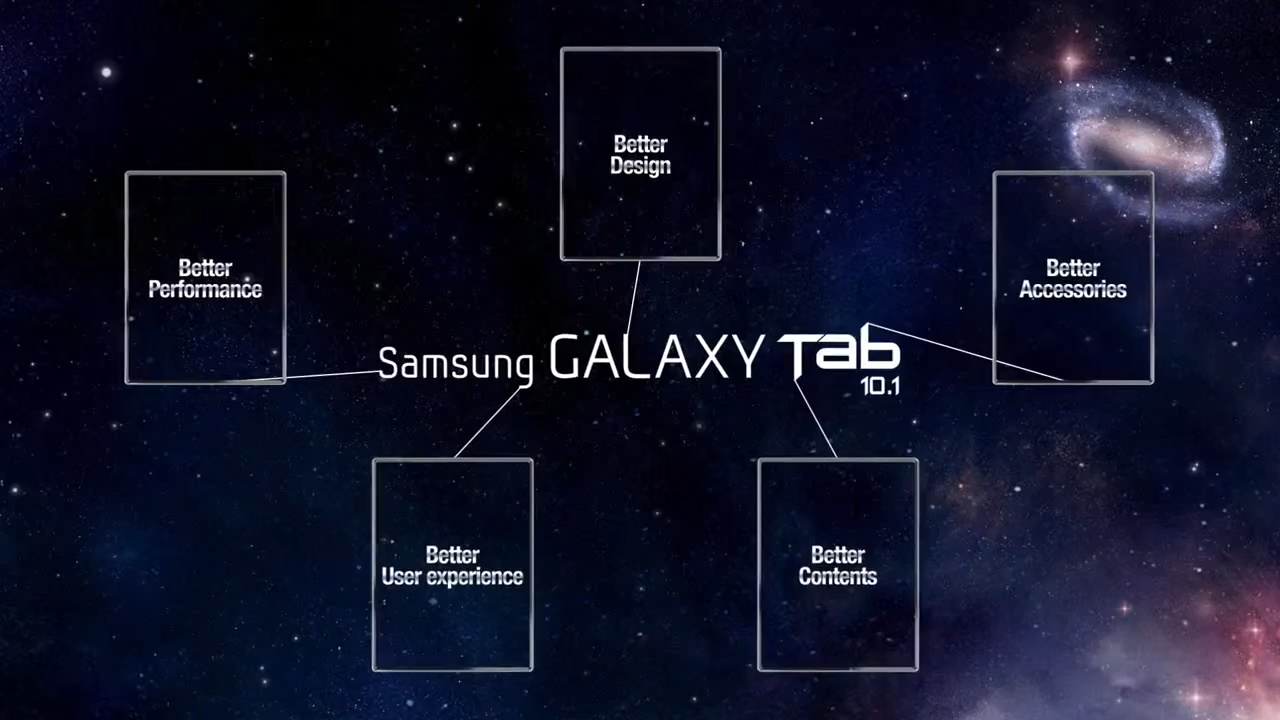 Better
Design
Better
Performance
Better
Accessories
Samsung GALAXY Tab
10.1
Better
User experience
Better
Contents